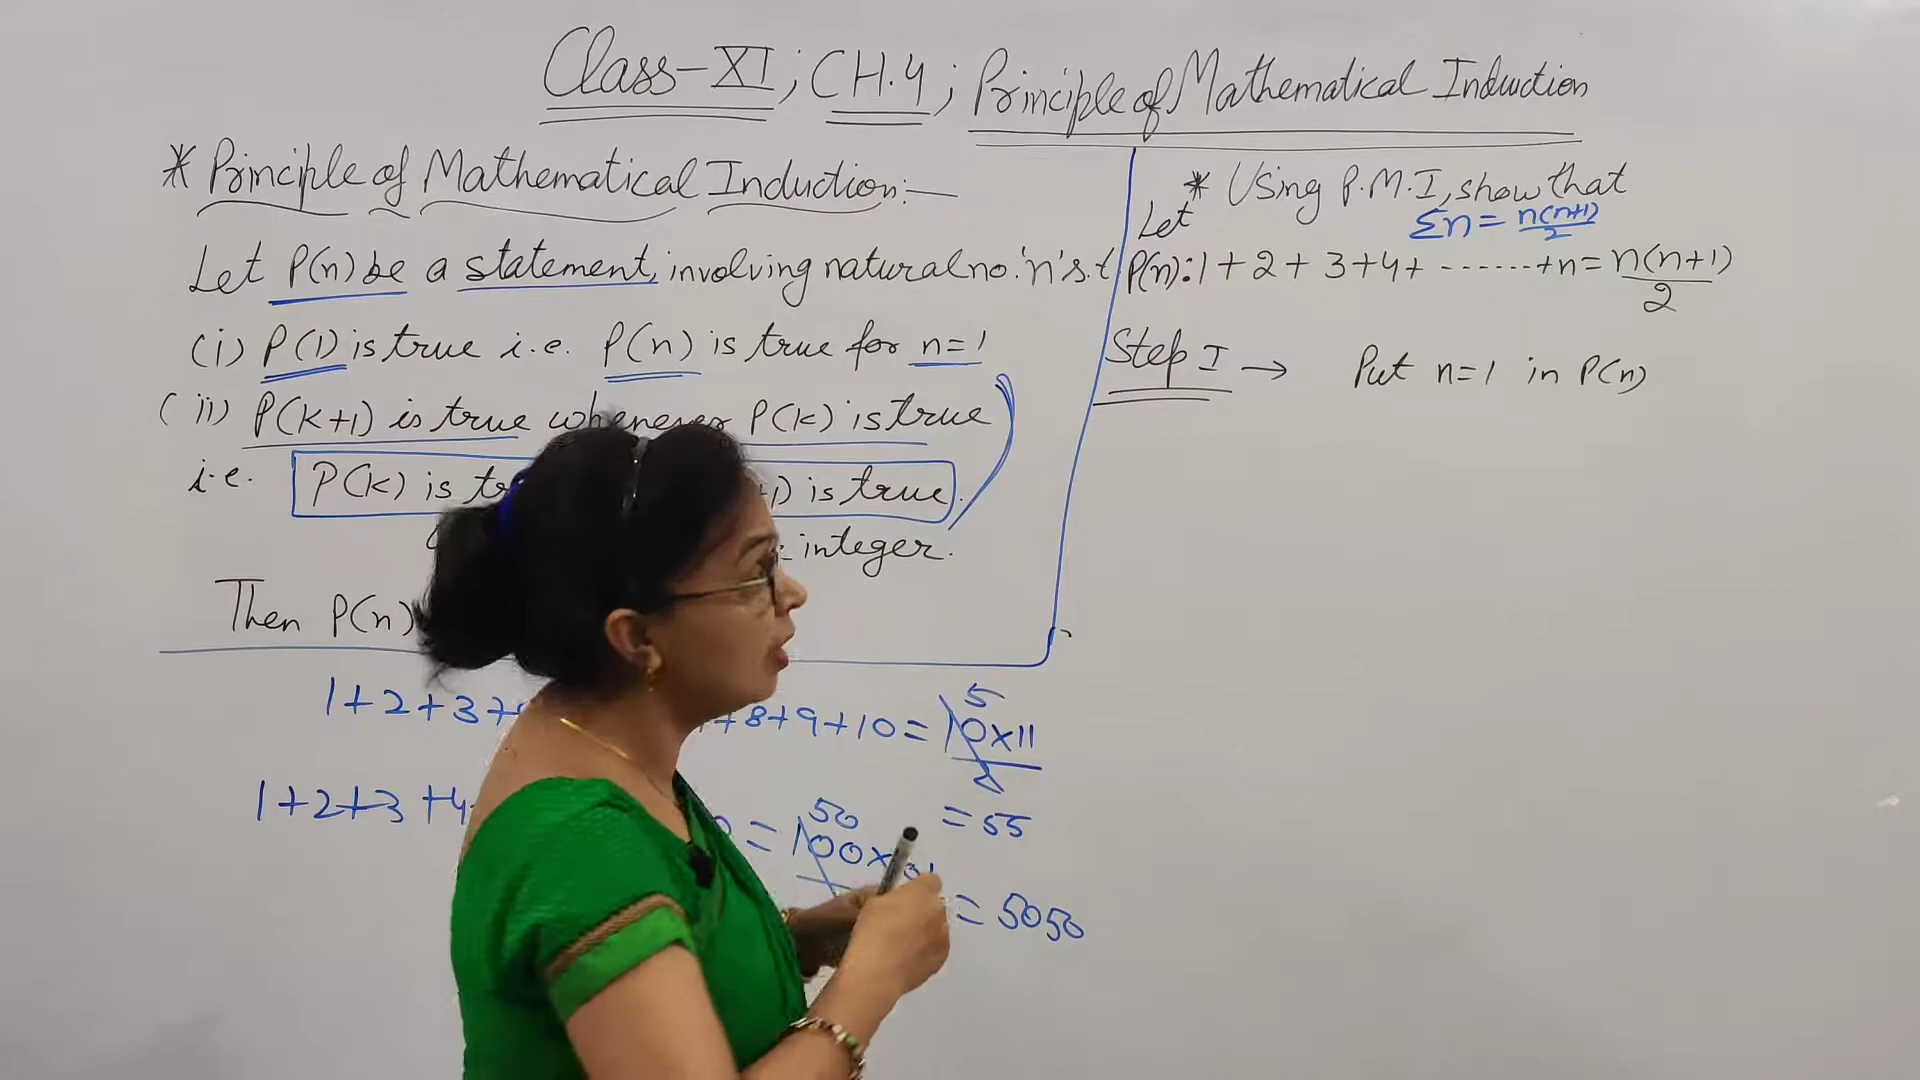 Class-XI; CH.4; Principle of Mathematical Induction
* Principle of Mathematical Induction:—
Let P(n) be a statement, involving natural no. 'n' s.t
(i) P(1) is true i.e. P(n) is true for n=1
(ii) P(k+1) is true whenever P(k) is true
i.e. P(k) is +1) is true.
integer.
Then P(n)
1+2+3+ +8+9+10 = 10×11
5
2
= 55
1+2+3+4 = 100×
50
= 5050
* Using P.M.I, show that
Σn = n(n+1)/2
Let
P(n): 1+2+3+4+ ------+n = n(n+1)/2
Step I → Put n=1 in P(n)